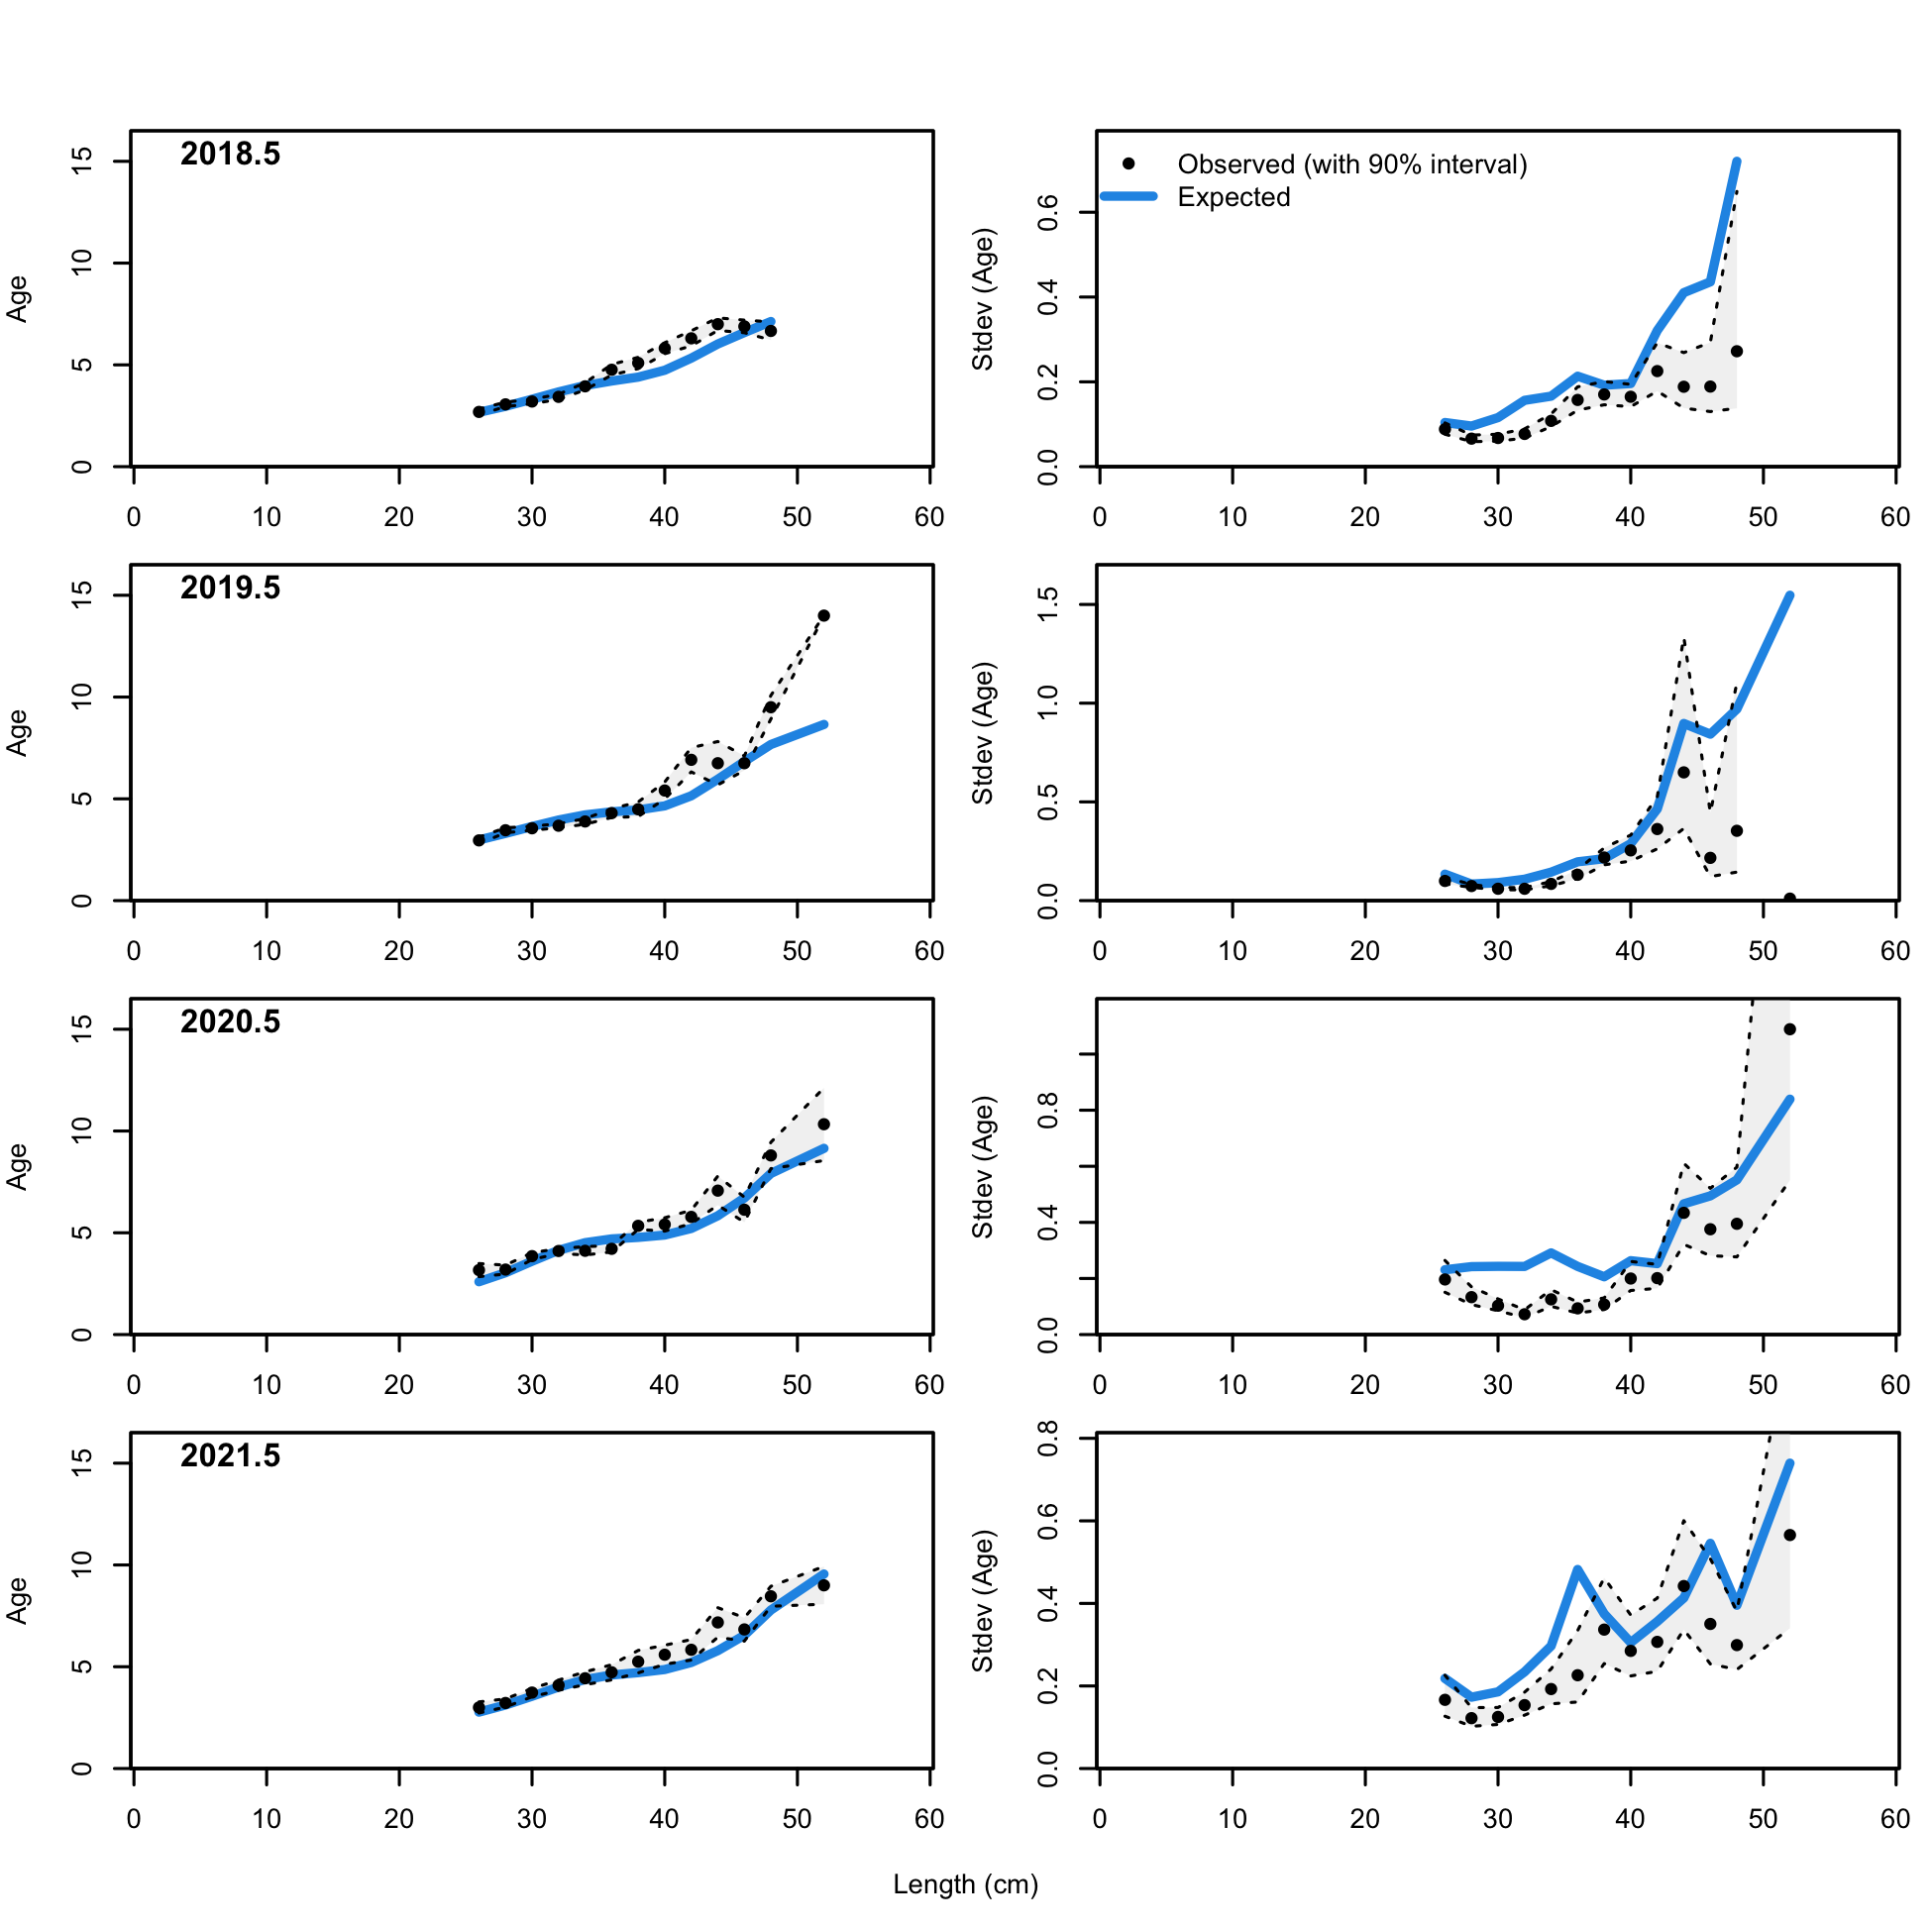 2018.5
Age
0 5 10 15
0 10 20 30 40 50 60
Observed (with 90% interval)
Expected
Stdev (Age)
0.0 0.2 0.4 0.6
0 10 20 30 40 50 60
2019.5
Age
0 5 10 15
0 10 20 30 40 50 60
Stdev (Age)
0.0 0.5 1.0 1.5
0 10 20 30 40 50 60
2020.5
Age
0 5 10 15
0 10 20 30 40 50 60
Stdev (Age)
0.0 0.4 0.8
0 10 20 30 40 50 60
2021.5
Age
0 5 10 15
0 10 20 30 40 50 60
Stdev (Age)
0.0 0.2 0.4 0.6 0.8
0 10 20 30 40 50 60
Length (cm)